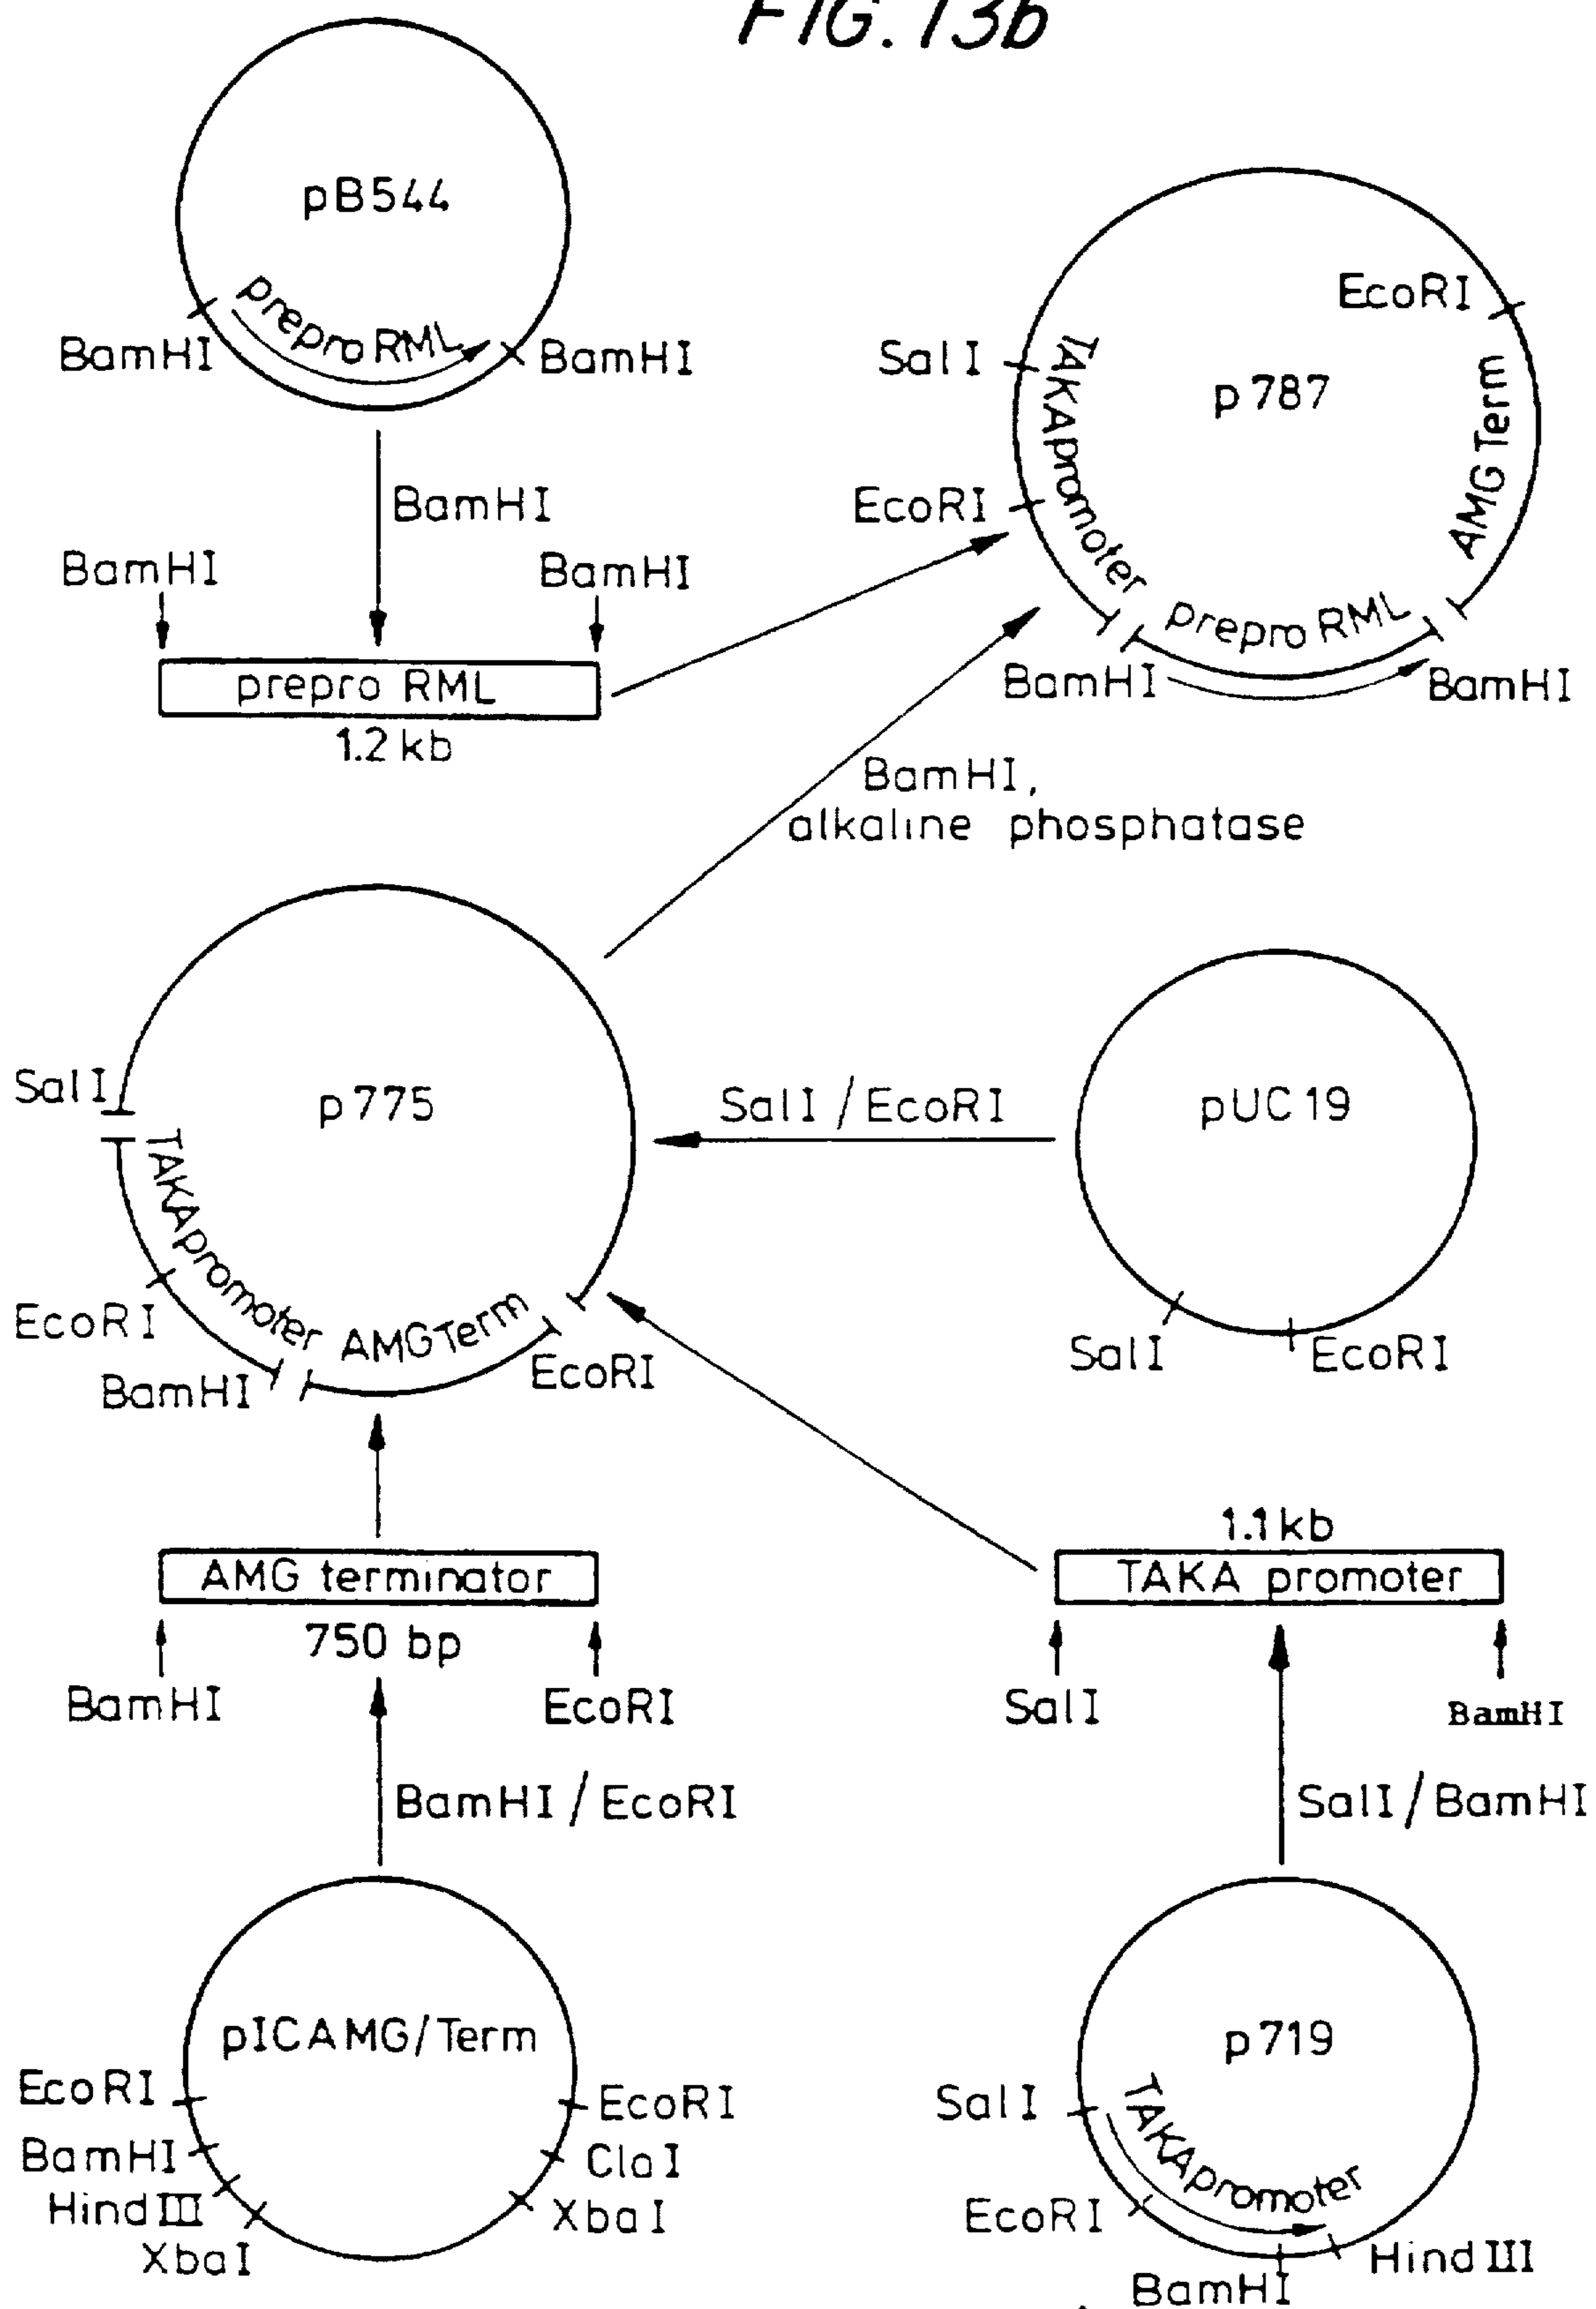 FIG. 13b
pB544
prepro RML
BamHI
BamHI
BamHI
BamHI
BamHI
prepro RML
1.2 kb
p787
EcoRI
SalI
TAKApromoter
AMG Term
EcoRI
prepro RML
BamHI
BamHI
BamHI,
alkaline phosphatase
p775
SalI
TAKApromoter
EcoRI
AMGTerm
BamHI
EcoRI
SalI/EcoRI
pUC19
SalI
EcoRI
AMG terminator
750 bp
BamHI
EcoRI
BamHI/EcoRI
1.1kb
TAKA promoter
SalI
BamHI
SalI/BamHI
pICAMG/Term
EcoRI
EcoRI
BamHI
ClaI
HindIII
XbaI
XbaI
p719
SalI
TAKApromoter
EcoRI
HindIII
BamHI